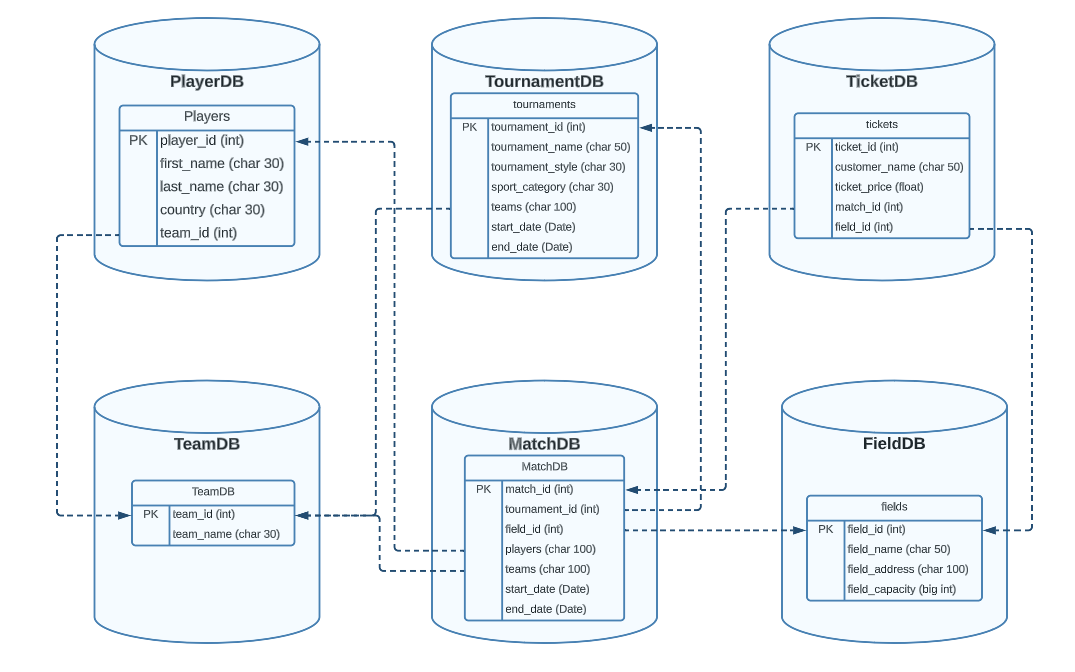 PlayerDB
Players
PK player_id (int)
first_name (char 30)
last_name (char 30)
country (char 30)
team_id (int)
TournamentDB
tournaments
PK tournament_id (int)
tournament_name (char 50)
tournament_style (char 30)
sport_category (char 30)
teams (char 100)
start_date (Date)
end_date (Date)
TicketDB
tickets
PK ticket_id (int)
customer_name (char 50)
ticket_price (float)
match_id (int)
field_id (int)
TeamDB
TeamDB
PK team_id (int)
team_name (char 30)
MatchDB
MatchDB
PK match_id (int)
tournament_id (int)
field_id (int)
players (char 100)
teams (char 100)
start_date (Date)
end_date (Date)
FieldDB
fields
PK field_id (int)
field_name (char 50)
field_address (char 100)
field_capacity (big int)